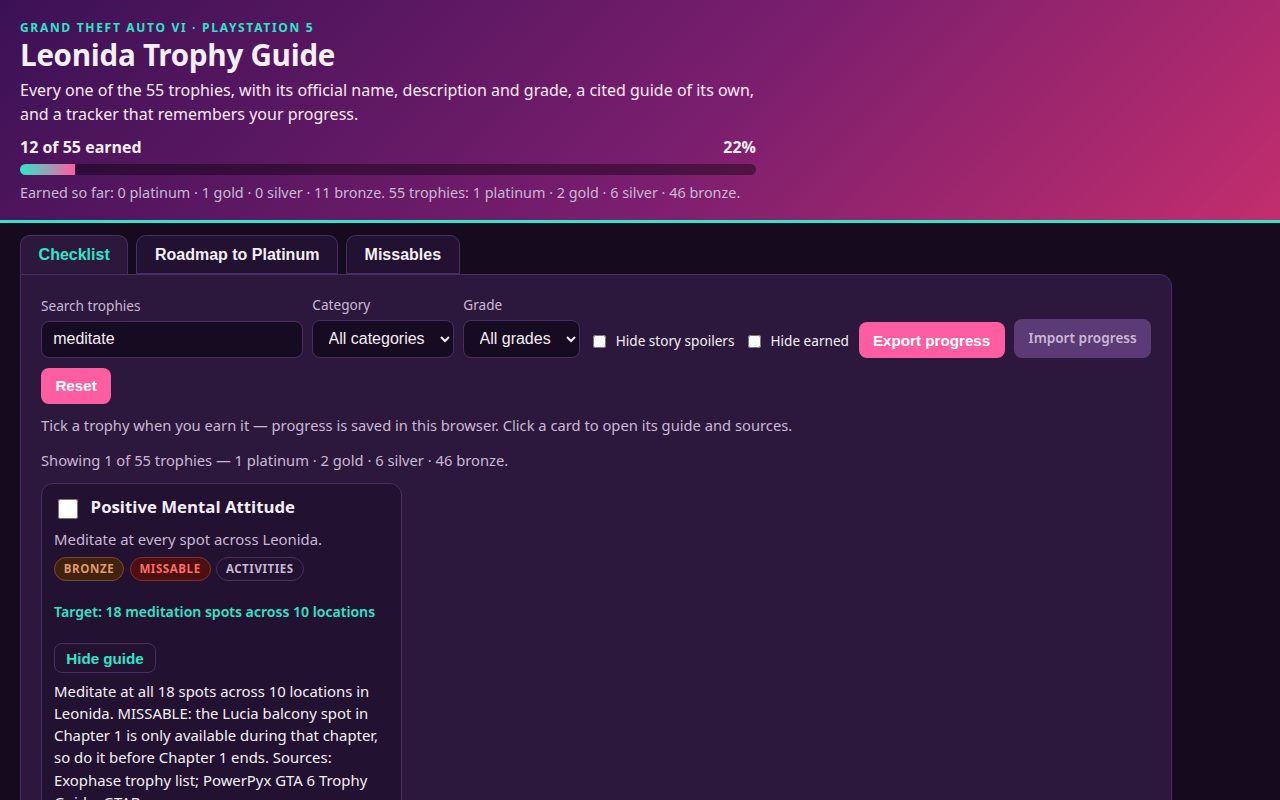 GRAND THEFT AUTO VI · PLAYSTATION 5
Leonida Trophy Guide
Every one of the 55 trophies, with its official name, description and grade, a cited guide of its own,
and a tracker that remembers your progress.
12 of 55 earned 22%
Earned so far: 0 platinum · 1 gold · 0 silver · 11 bronze. 55 trophies: 1 platinum · 2 gold · 6 silver · 46 bronze.
Checklist Roadmap to Platinum Missables
Search trophies Category Grade
meditate All categories All grades Hide story spoilers Hide earned Export progress Import progress
Reset
Tick a trophy when you earn it — progress is saved in this browser. Click a card to open its guide and sources.
Showing 1 of 55 trophies — 1 platinum · 2 gold · 6 silver · 46 bronze.
Positive Mental Attitude
Meditate at every spot across Leonida.
BRONZE MISSABLE ACTIVITIES
Target: 18 meditation spots across 10 locations
Hide guide
Meditate at all 18 spots across 10 locations in
Leonida. MISSABLE: the Lucia balcony spot in
Chapter 1 is only available during that chapter,
so do it before Chapter 1 ends. Sources:
Exophase trophy list; PowerPyx GTA 6 Trophy